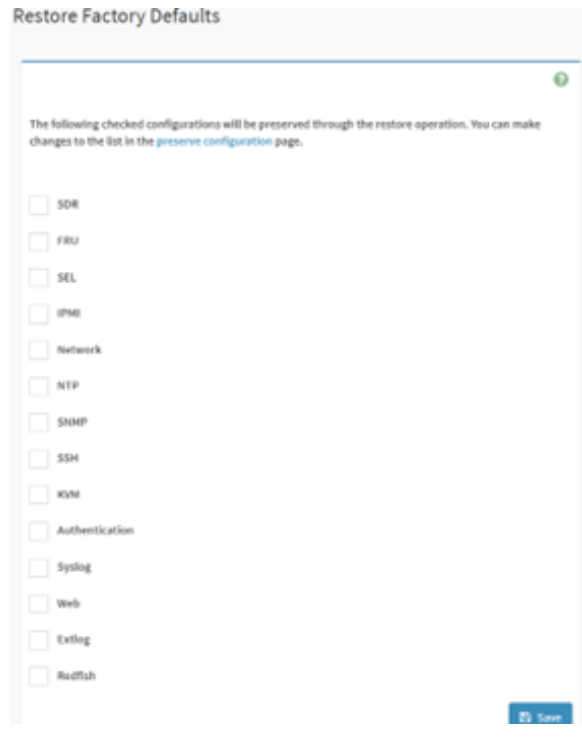 Restore Factory Defaults
The following checked configurations will be preserved through the restore operation. You can make
changes to the list in the preserve configuration page.
SDR
FRU
SEL
IPMI
Network
NTP
SNMP
SSH
KVM
Authentication
Syslog
Web
Extlog
Redfish
Save